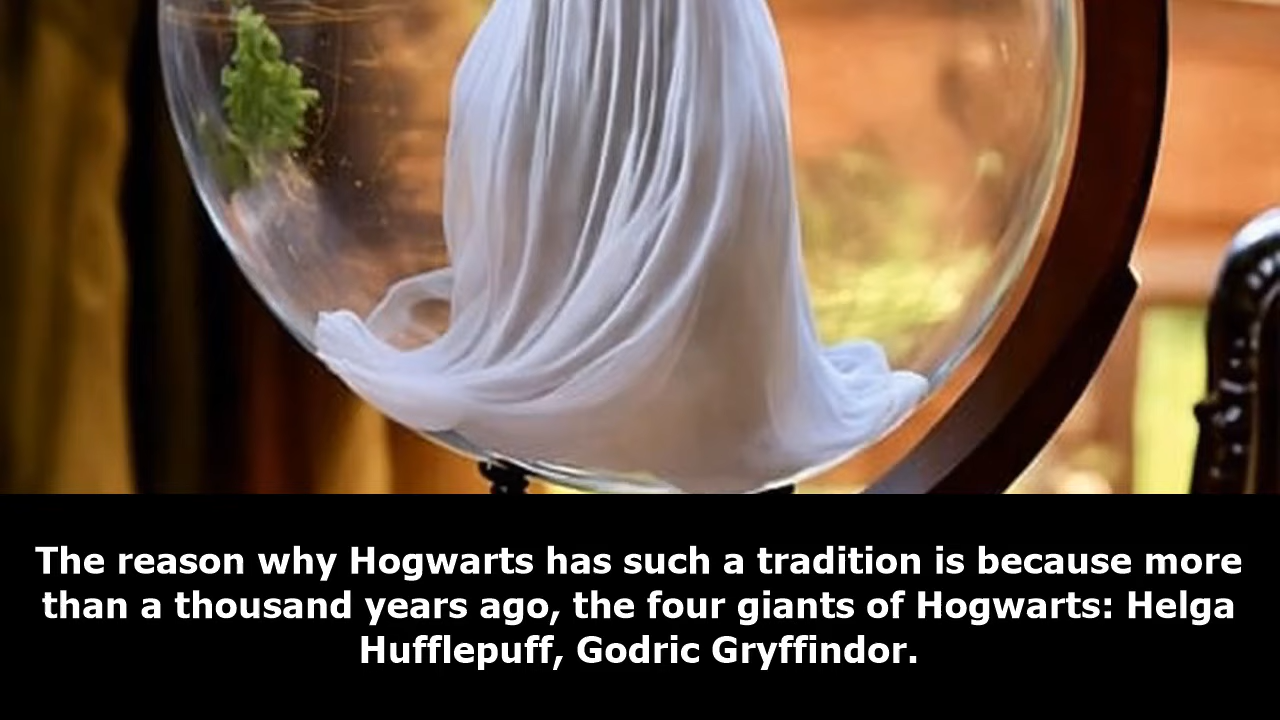 The reason why Hogwarts has such a tradition is because more
than a thousand years ago, the four giants of Hogwarts: Helga
Hufflepuff, Godric Gryffindor.